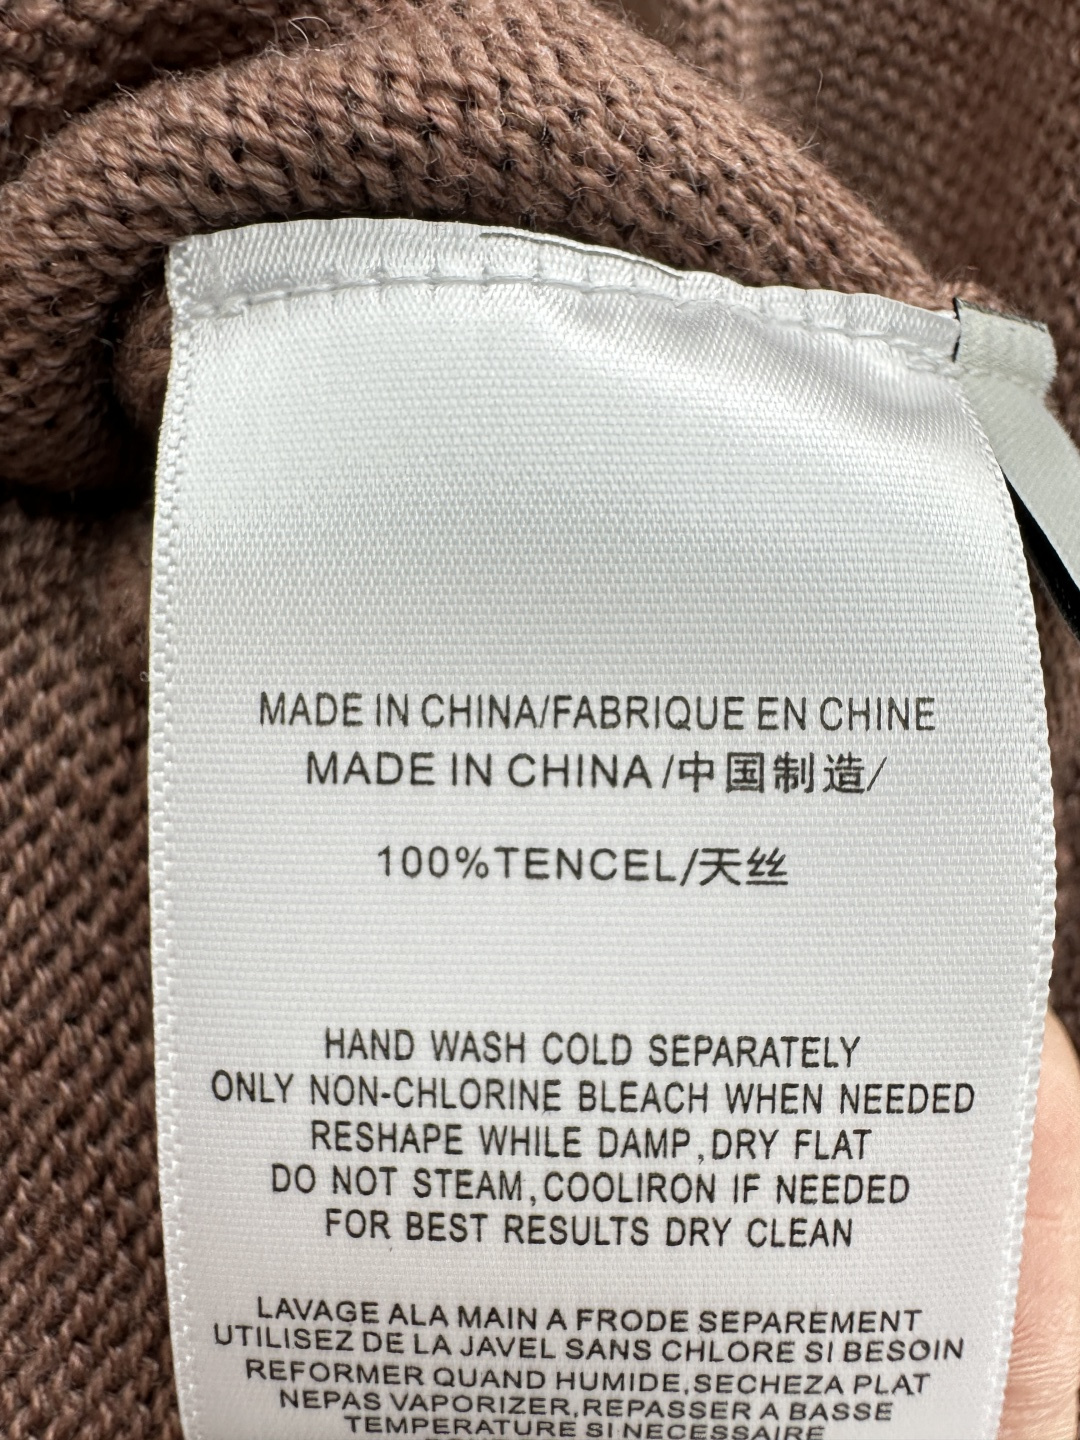 MADE IN CHINA/FABRIQUE EN CHINE
MADE IN CHINA/中国制造/
100%TENCEL/天丝
HAND WASH COLD SEPARATELY
ONLY NON-CHLORINE BLEACH WHEN NEEDED
RESHAPE WHILE DAMP,DRY FLAT
DO NOT STEAM,COOLIRON IF NEEDED
FOR BEST RESULTS DRY CLEAN
LAVAGE ALA MAIN A FRODE SEPAREMENT
UTILISEZ DE LA JAVEL SANS CHLORE SI BESOIN
REFORMER QUAND HUMIDE,SECHEZA PLAT
NEPAS VAPORIZER,REPASSER A BASSE
TEMPERATURE SI NECESSAIRE